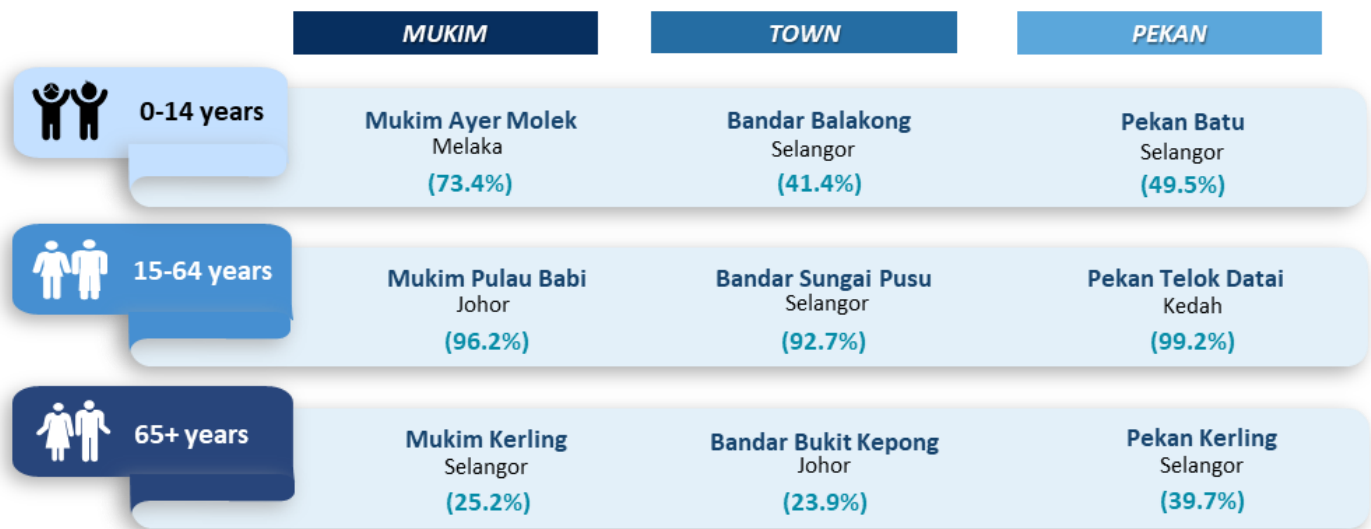 MUKIM TOWN PEKAN
0-14 years
Mukim Ayer Molek Bandar Balakong Pekan Batu
Melaka Selangor Selangor
(73.4%) (41.4%) (49.5%)
15-64 years
Mukim Pulau Babi Bandar Sungai Pusu Pekan Telok Datai
Johor Selangor Kedah
(96.2%) (92.7%) (99.2%)
65+ years
Mukim Kerling Bandar Bukit Kepong Pekan Kerling
Selangor Johor Selangor
(25.2%) (23.9%) (39.7%)